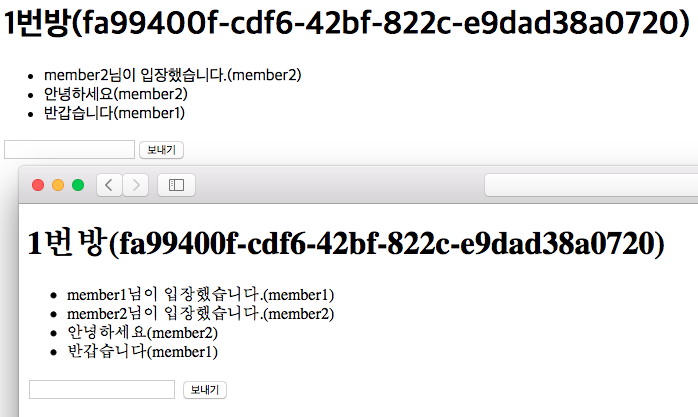 1번방(fa99400f-cdf6-42bf-822c-e9dad38a0720)
member2님이 입장했습니다.(member2)
안녕하세요(member2)
반갑습니다(member1)
보내기
1번방(fa99400f-cdf6-42bf-822c-e9dad38a0720)
member1님이 입장했습니다.(member1)
member2님이 입장했습니다.(member2)
안녕하세요(member2)
반갑습니다(member1)
보내기